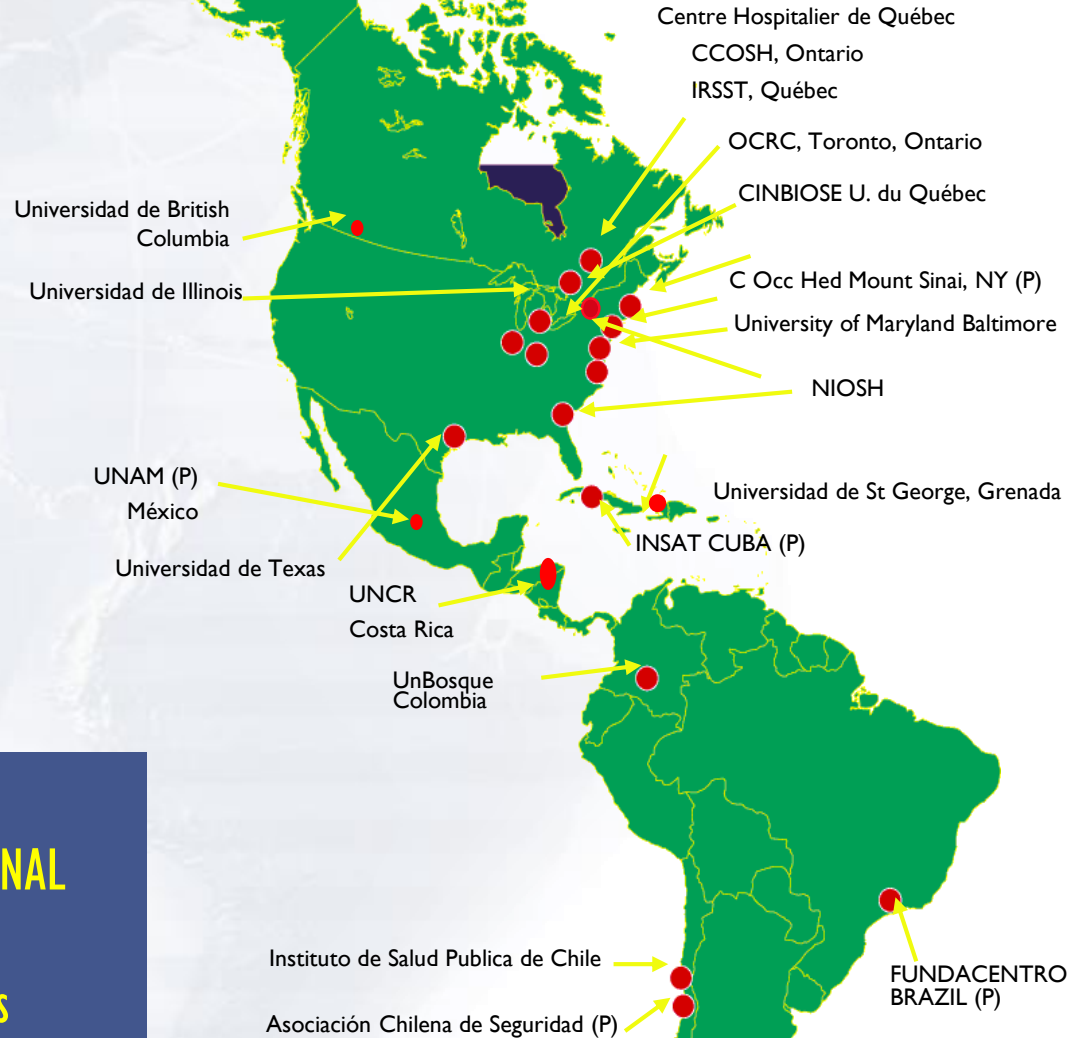 Centre Hospitalier de Québec
CCOSH, Ontario
IRSST, Québec
OCRC, Toronto, Ontario
CINBIOSE U. du Québec
Universidad de British
Columbia
Universidad de Illinois
C Occ Hed Mount Sinai, NY (P)
University of Maryland Baltimore
NIOSH
UNAM (P)
México
Universidad de St George, Grenada
INSAT CUBA (P)
Universidad de Texas
UNCR
Costa Rica
UnBosque
Colombia
NAL
s
Instituto de Salud Publica de Chile
Asociación Chilena de Seguridad (P)
FUNDACENTRO
BRAZIL (P)